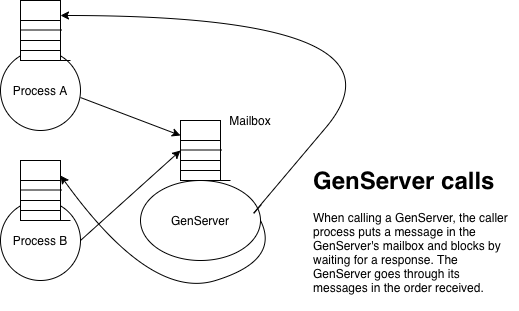 Process A
Mailbox
GenServer calls
GenServer
When calling a GenServer, the caller
process puts a message in the
GenServer's mailbox and blocks by
waiting for a response. The
GenServer goes through its
messages in the order received.
Process B